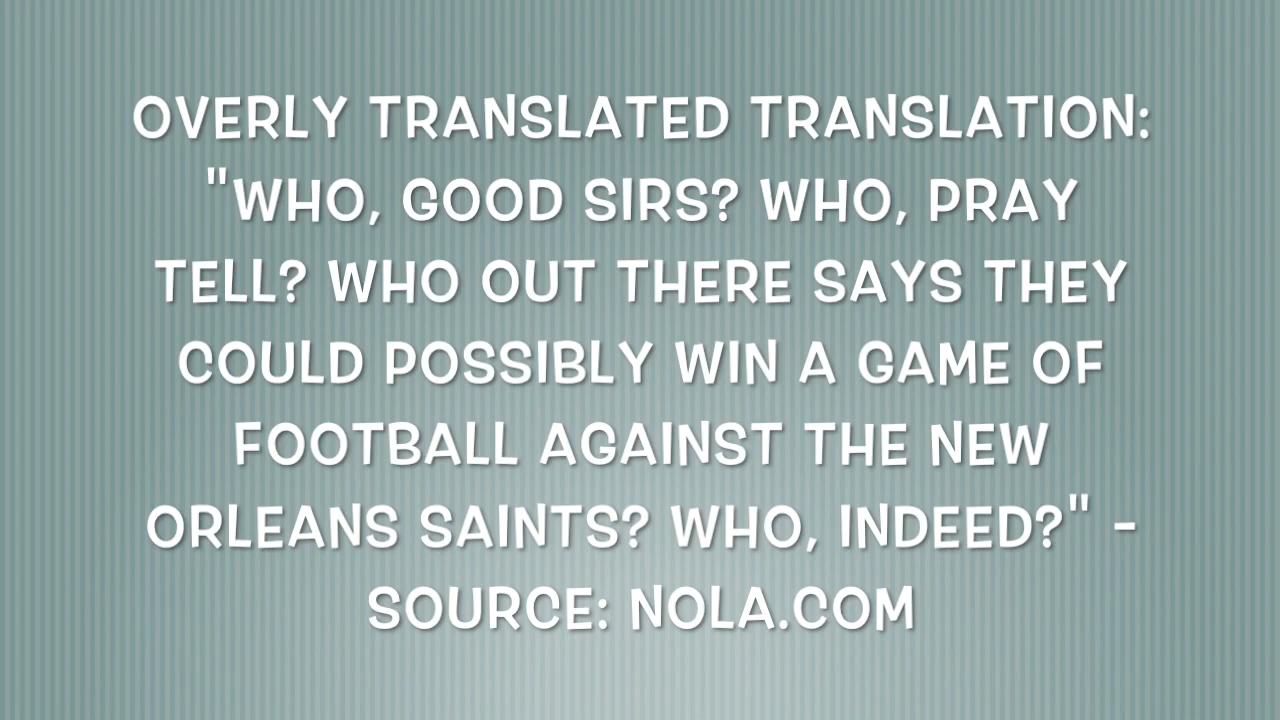 OVERLY TRANSLATED TRANSLATION:
"WHO, GOOD SIRS? WHO, PRAY
TELL? WHO OUT THERE SAYS THEY
COULD POSSIBLY WIN A GAME OF
FOOTBALL AGAINST THE NEW
ORLEANS SAINTS? WHO, INDEED?" -
SOURCE: NOLA.COM